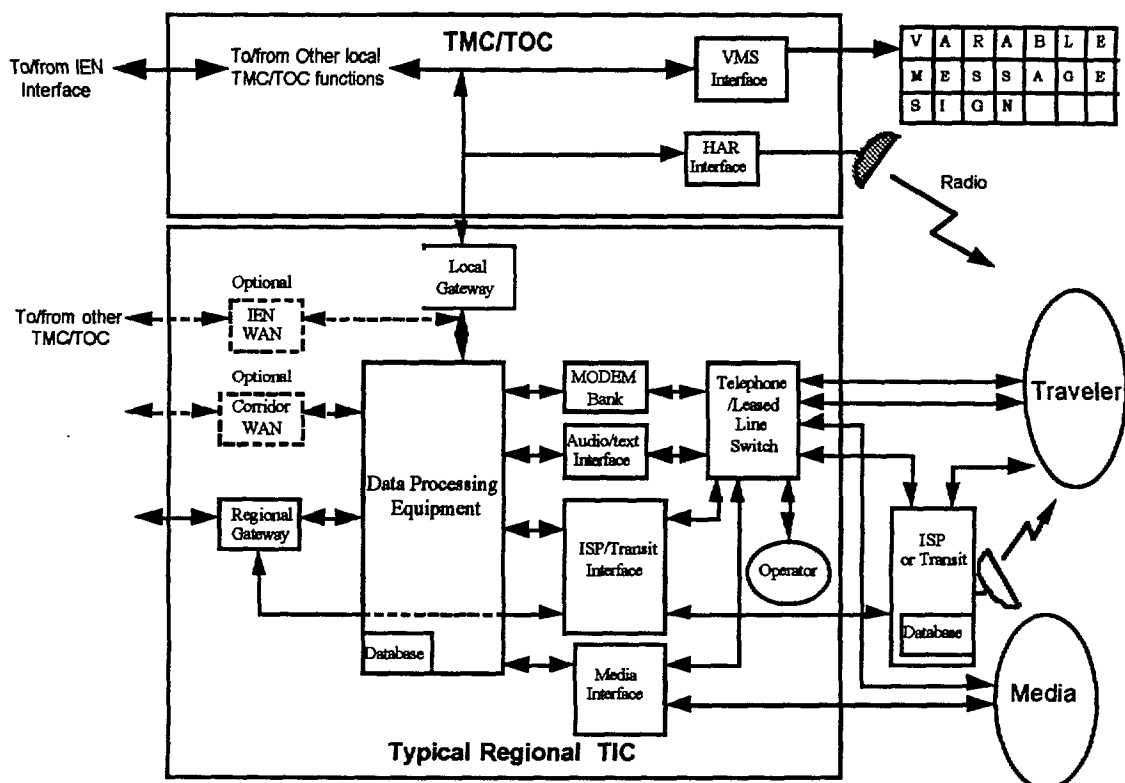 TMC/TOC
To/from IEN
Interface
To/from Other local
TMC/TOC functions
VMS
Interface
V A R A B L E
M E S S A G E
S I G N
HAR
Interface
Radio
Local
Gateway
Optional
IEN
WAN
To/from other
TMC/TOC
Optional
Corridor
WAN
Regional
Gateway
Data Processing
Equipment
Database
MODEM
Bank
Audio/text
Interface
ISP/Transit
Interface
Media
Interface
Telephone
/Leased
Line
Switch
Operator
Traveler
ISP
or Transit
Database
Media
Typical Regional TIC